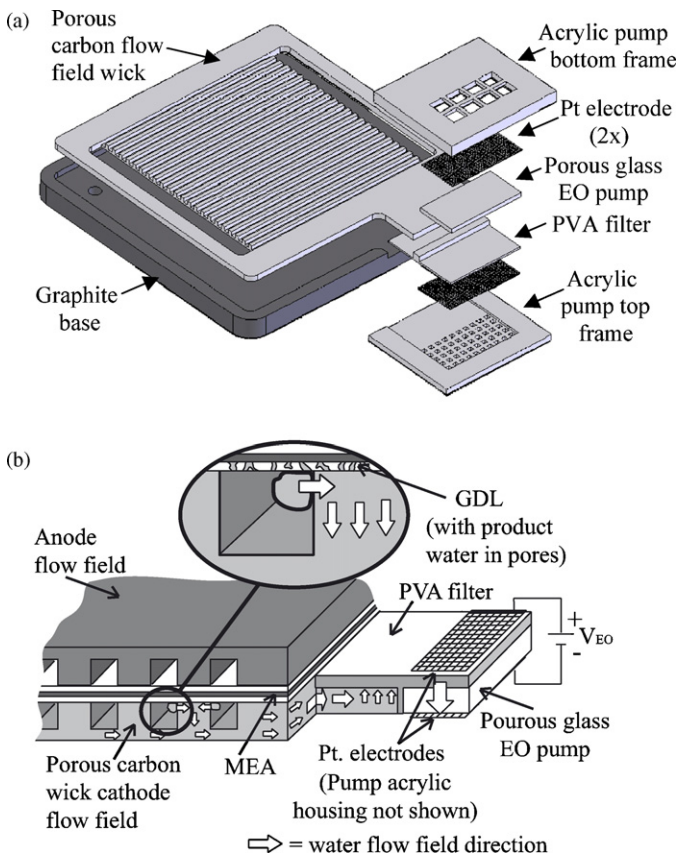 (a)
Porous
carbon flow
field wick
Acrylic pump
bottom frame
Pt electrode
(2x)
Porous glass
EO pump
PVA filter
Graphite
base
Acrylic
pump top
frame
(b)
GDL
(with product
water in pores)
Anode
flow field
PVA filter
+
V_EO
-
Pourous glass
EO pump
Porous carbon
wick cathode
flow field
MEA
Pt. electrodes
(Pump acrylic
housing not shown)
⇨ = water flow field direction